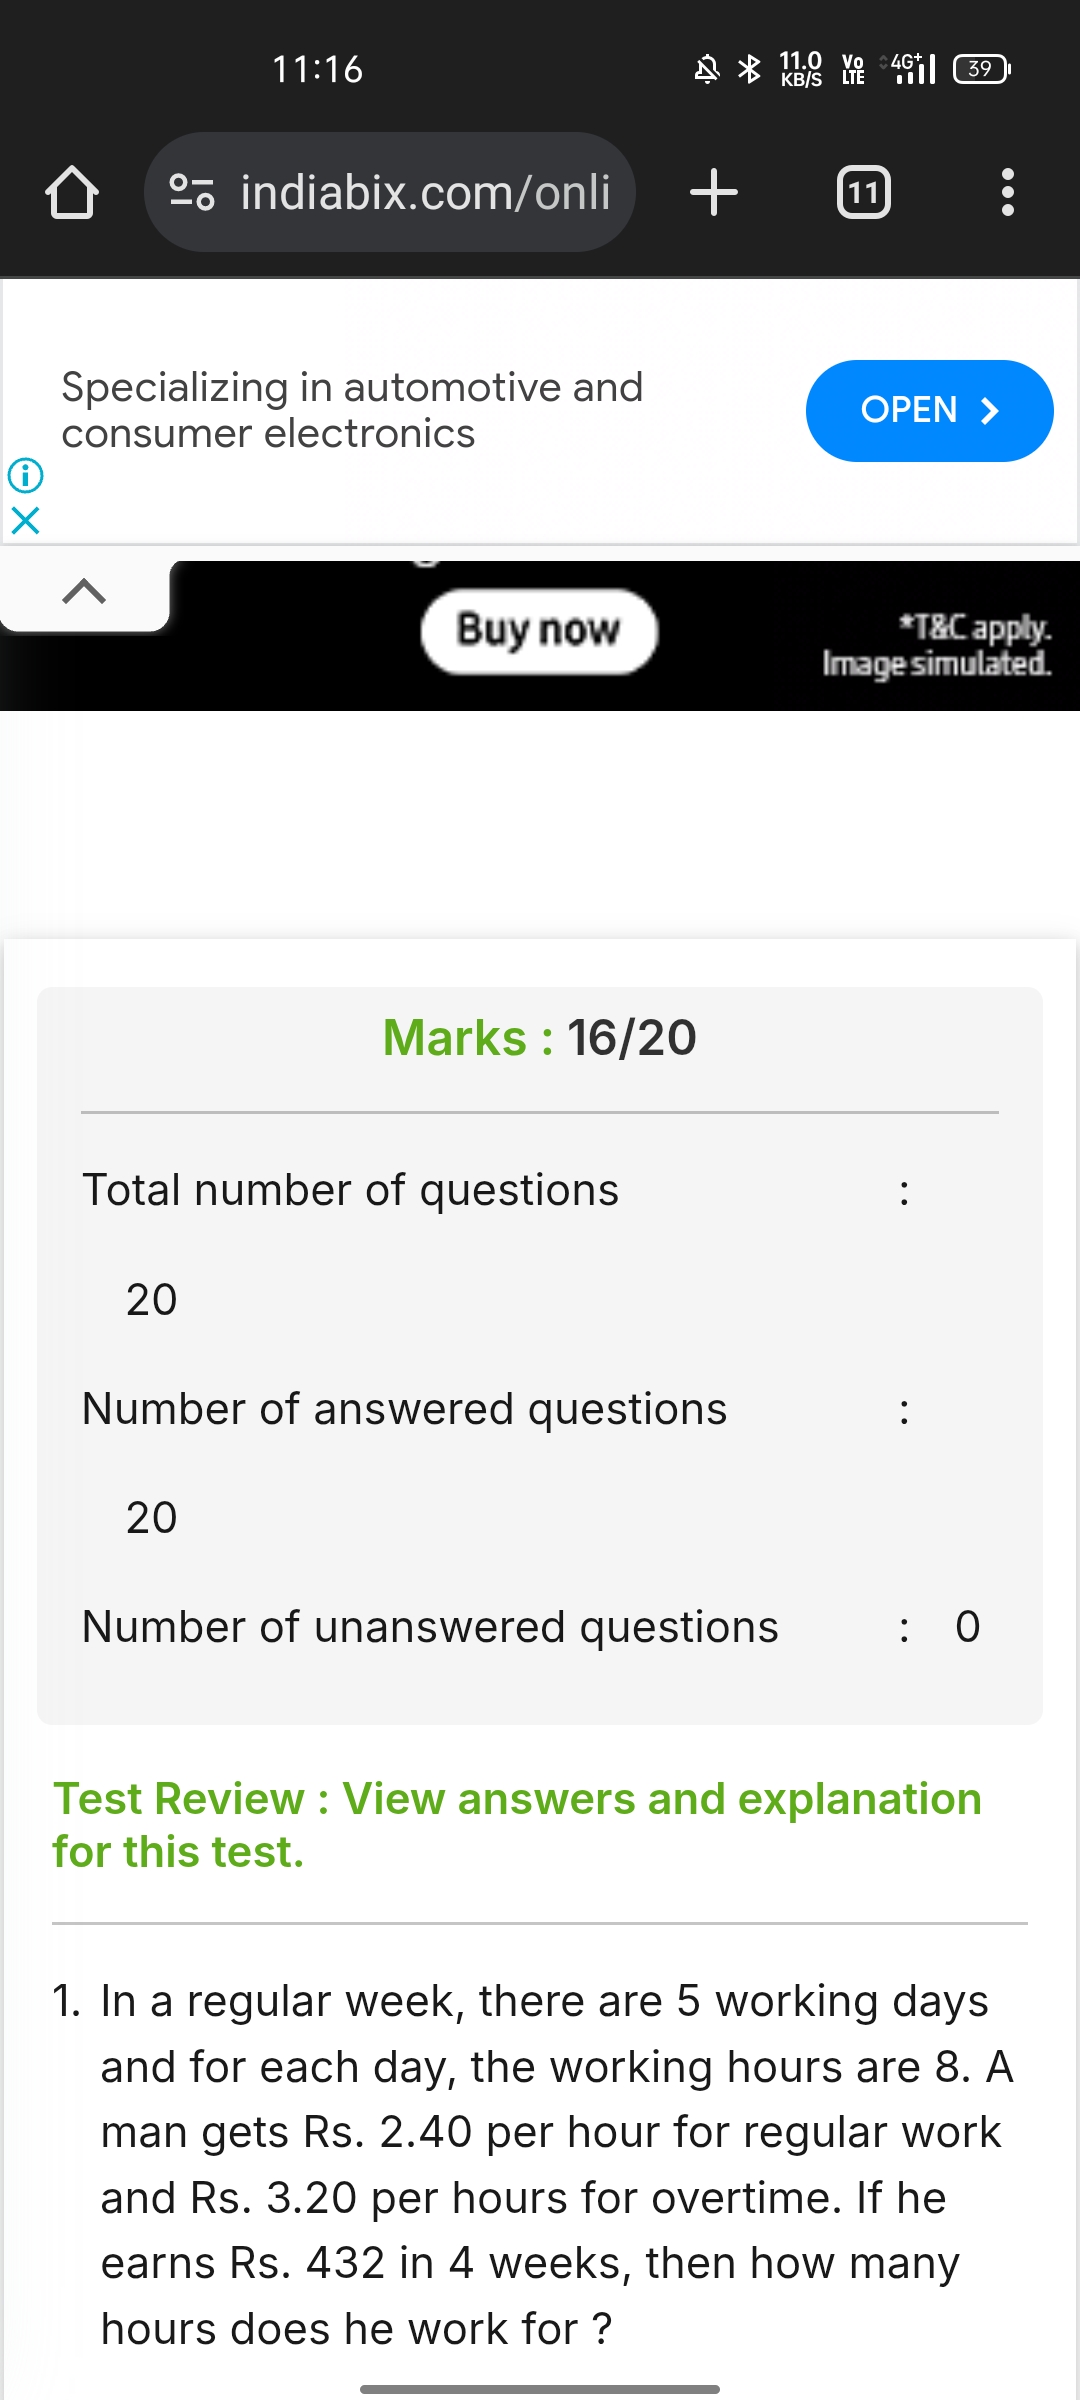 11:16
11.0
KB/S
Vo
LTE
4G+
39
indiabix.com/onli
11
Specializing in automotive and
consumer electronics
OPEN
Buy now
*T&C apply.
Image simulated.
Marks : 16/20
Total number of questions :
20
Number of answered questions :
20
Number of unanswered questions : 0
Test Review : View answers and explanation
for this test.
1. In a regular week, there are 5 working days
and for each day, the working hours are 8. A
man gets Rs. 2.40 per hour for regular work
and Rs. 3.20 per hours for overtime. If he
earns Rs. 432 in 4 weeks, then how many
hours does he work for ?